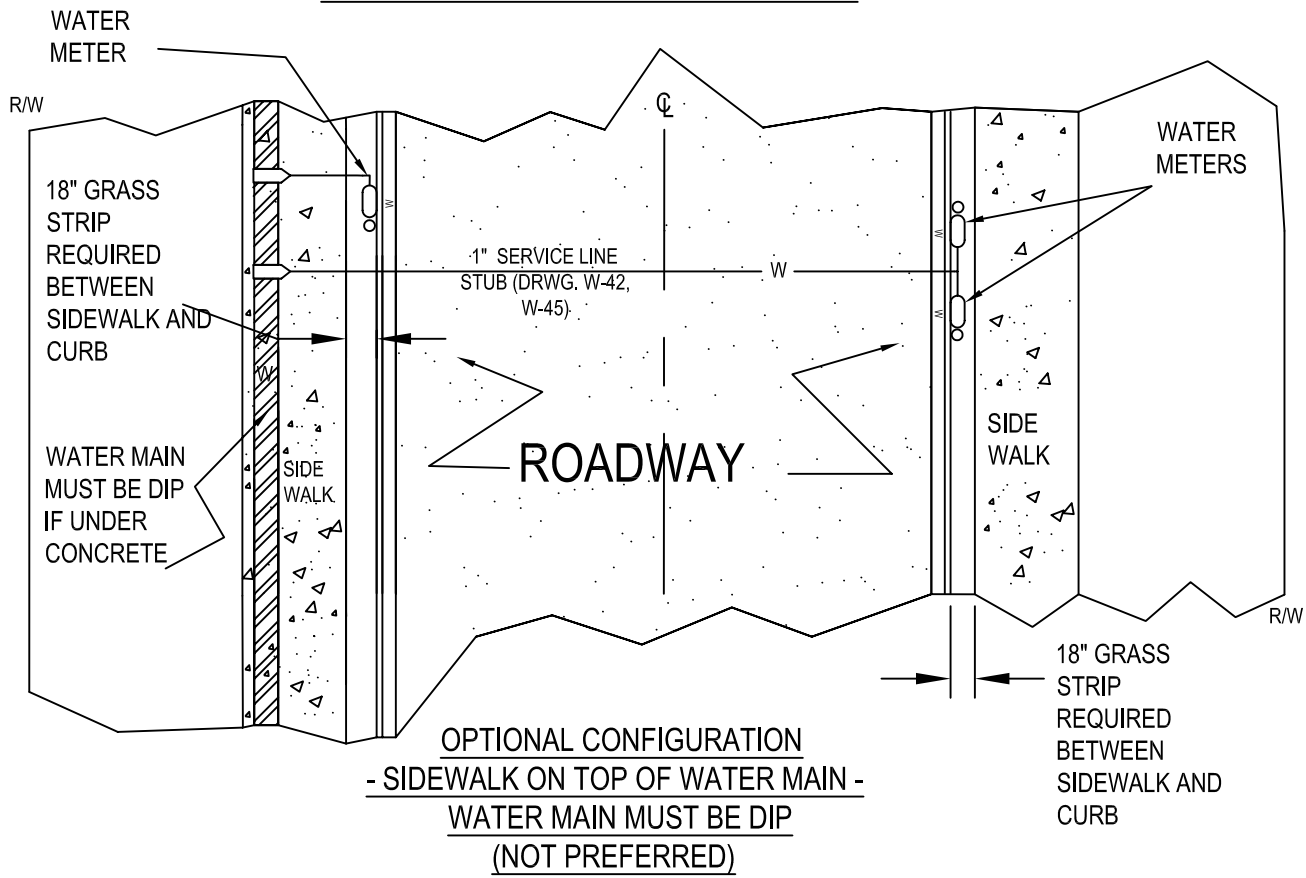 WATER
METER
R/W
℄
WATER
METERS
18" GRASS
STRIP
REQUIRED
BETWEEN
SIDEWALK AND
CURB
W
W
W
W
1" SERVICE LINE
STUB (DRWG. W-42,
W-45)
W
W
WATER MAIN
MUST BE DIP
IF UNDER
CONCRETE
SIDE
WALK
ROADWAY
SIDE
WALK
R/W
18" GRASS
STRIP
REQUIRED
BETWEEN
SIDEWALK AND
CURB
OPTIONAL CONFIGURATION
- SIDEWALK ON TOP OF WATER MAIN -
WATER MAIN MUST BE DIP
(NOT PREFERRED)